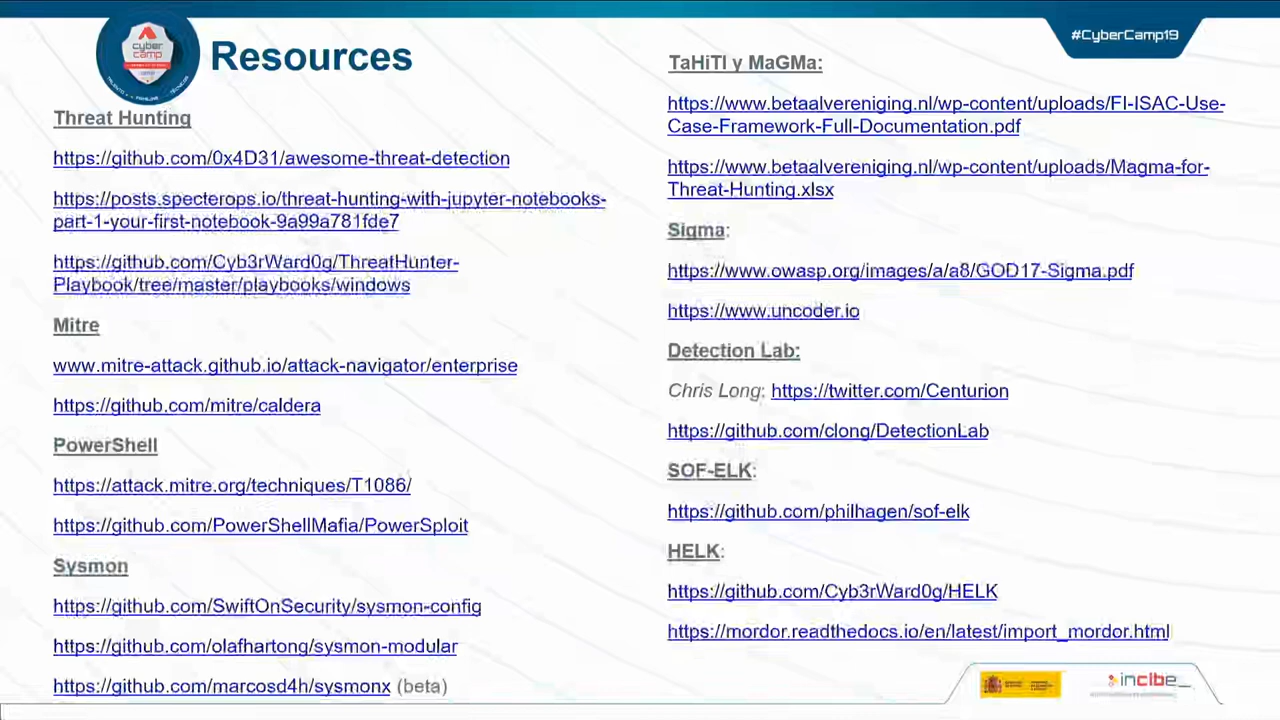 cyber
camp
Resources
#CyberCamp19
Threat Hunting
https://github.com/0x4D31/awesome-threat-detection
https://posts.specterops.io/threat-hunting-with-jupyter-notebooks-
part-1-your-first-notebook-9a99a781fde7
https://github.com/Cyb3rWard0g/ThreatHunter-
Playbook/tree/master/playbooks/windows
Mitre
www.mitre-attack.github.io/attack-navigator/enterprise
https://github.com/mitre/caldera
PowerShell
https://attack.mitre.org/techniques/T1086/
https://github.com/PowerShellMafia/PowerSploit
Sysmon
https://github.com/SwiftOnSecurity/sysmon-config
https://github.com/olafhartong/sysmon-modular
https://github.com/marcosd4h/sysmonx (beta)
TaHiTI y MaGMa:
https://www.betaalvereniging.nl/wp-content/uploads/FI-ISAC-Use-
Case-Framework-Full-Documentation.pdf
https://www.betaalvereniging.nl/wp-content/uploads/Magma-for-
Threat-Hunting.xlsx
Sigma:
https://www.owasp.org/images/a/a8/GOD17-Sigma.pdf
https://www.uncoder.io
Detection Lab:
Chris Long: https://twitter.com/Centurion
https://github.com/clong/DetectionLab
SOF-ELK:
https://github.com/philhagen/sof-elk
HELK:
https://github.com/Cyb3rWard0g/HELK
https://mordor.readthedocs.io/en/latest/import_mordor.html
incibe_